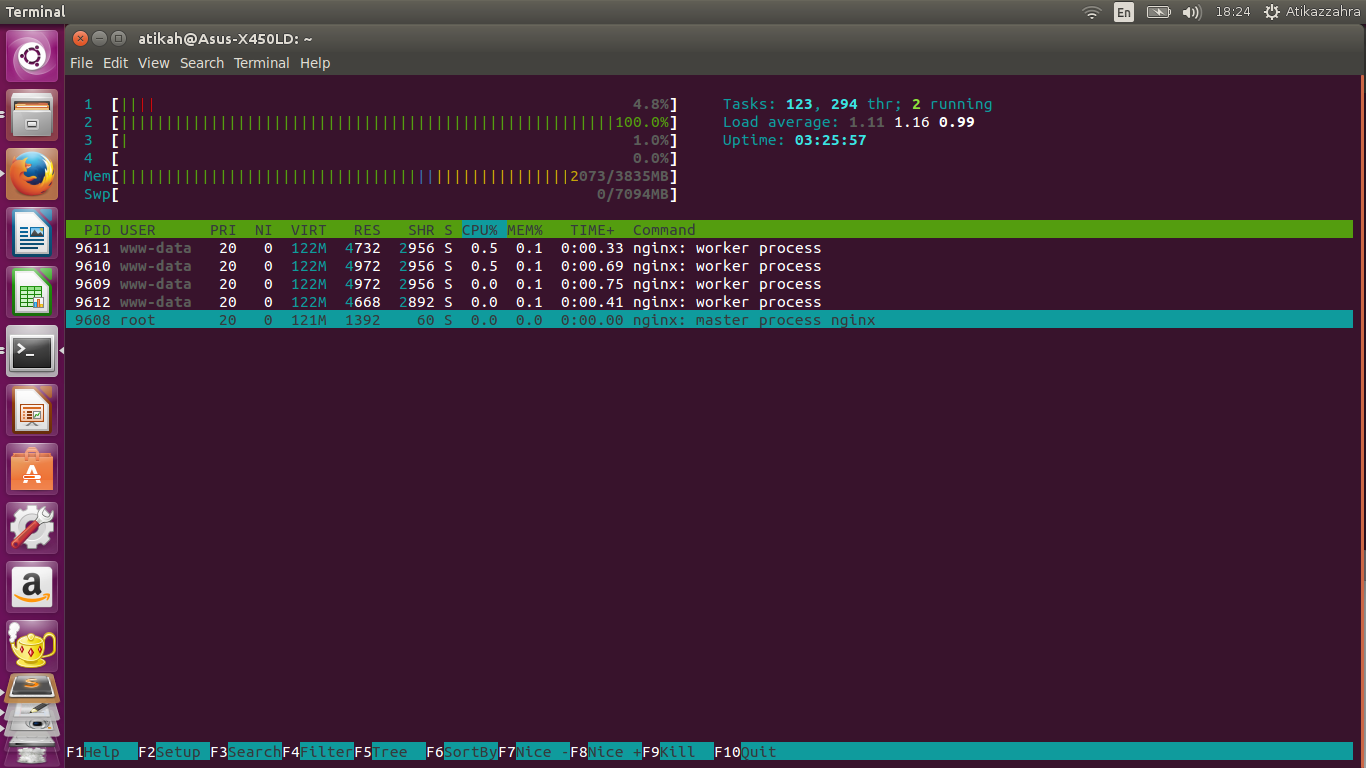 Terminal En 18:24 Atikazzahra
atikah@Asus-X450LD: ~
File Edit View Search Terminal Help
1 [|||| 4.8%] Tasks: 123, 294 thr; 2 running
2 [|||||||||||||||||||||||||||||||||||||||||||||||||||||||100.0%] Load average: 1.11 1.16 0.99
3 [| 1.0%] Uptime: 03:25:57
4 [ 0.0%]
Mem[||||||||||||||||||||||||||||||||||||||||||||||||||2073/3835MB]
Swp[ 0/7094MB]
PID USER PRI NI VIRT RES SHR S CPU% MEM% TIME+ Command
9611 www-data 20 0 122M 4732 2956 S 0.5 0.1 0:00.33 nginx: worker process
9610 www-data 20 0 122M 4972 2956 S 0.5 0.1 0:00.69 nginx: worker process
9609 www-data 20 0 122M 4972 2956 S 0.0 0.1 0:00.75 nginx: worker process
9612 www-data 20 0 122M 4668 2892 S 0.0 0.1 0:00.41 nginx: worker process
9608 root 20 0 121M 1392 60 S 0.0 0.0 0:00.00 nginx: master process nginx
F1Help F2Setup F3SearchF4FilterF5Tree F6SortByF7Nice -F8Nice +F9Kill F10Quit